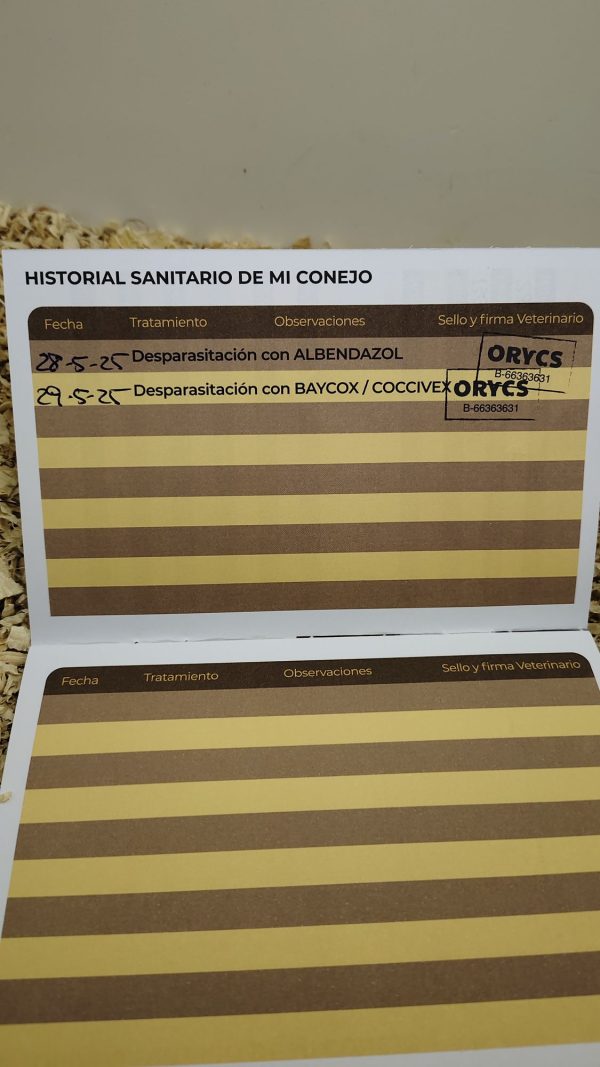 HISTORIAL SANITARIO DE MI CONEJO
Fecha Tratamiento Observaciones Sello y firma Veterinario
28-5-25 Desparasitación con ALBENDAZOL ORYCS
B-66363631
29-5-25 Desparasitación con BAYCOX / COCCIVEX ORYCS
B-66363631
Fecha Tratamiento Observaciones Sello y firma Veterinario